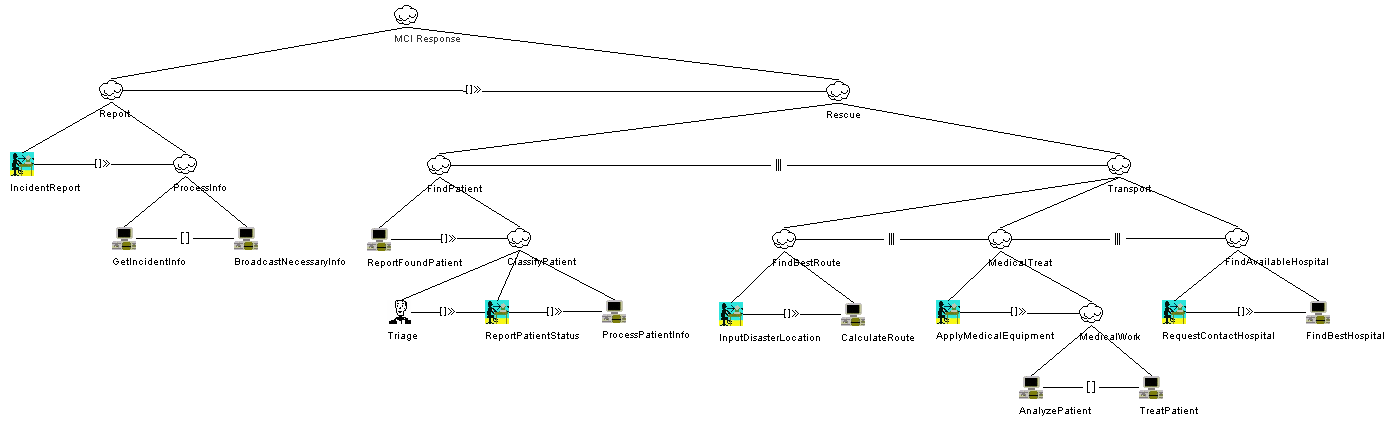 MCI Response
[]»
Report
Rescue
[]»
|||
IncidentReport
ProcessInfo
FindPatient
Transport
[]
[]»
|||
|||
GetIncidentInfo
BroadcastNecessaryInfo
ReportFoundPatient
ClassifyPatient
FindBestRoute
MedicalTreat
FindAvailableHospital
[]»
[]»
[]»
[]»
[]»
Triage
ReportPatientStatus
ProcessPatientInfo
InputDisasterLocation
CalculateRoute
ApplyMedicalEquipment
MedicalWork
RequestContactHospital
FindBestHospital
[]
AnalyzePatient
TreatPatient